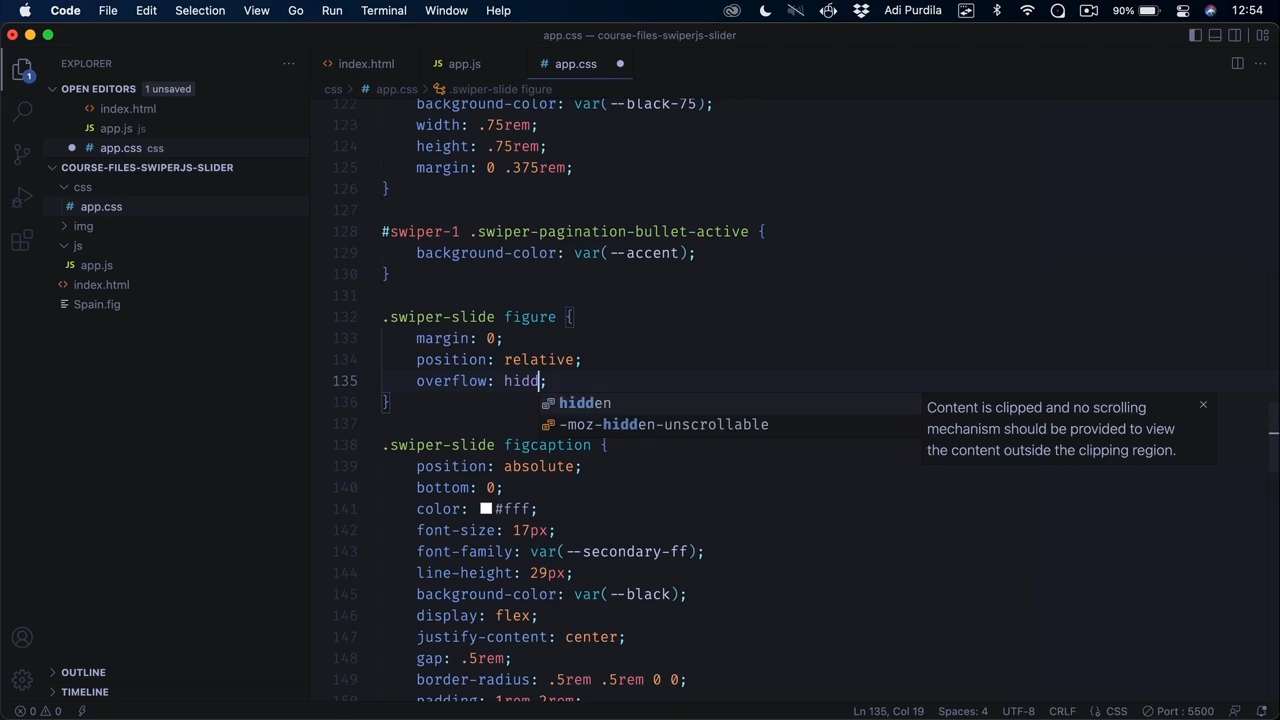 Code File Edit Selection View Go Run Terminal Window Help Adi Purdila 90% 12:54
app.css — course-files-swiperjs-slider
EXPLORER ···
OPEN EDITORS 1 unsaved
index.html
app.js js
# app.css css
COURSE-FILES-SWIPERJS-SLIDER
css
# app.css
img
js
JS app.js
index.html
Spain.fig
OUTLINE
TIMELINE
1
<> index.html JS app.js # app.css
css > # app.css > .swiper-slide figure
122 background-color: var(--black-75);
123 width: .75rem;
124 height: .75rem;
125 margin: 0 .375rem;
126 }
127
128 #swiper-1 .swiper-pagination-bullet-active {
129 background-color: var(--accent);
130 }
131
132 .swiper-slide figure {
133 margin: 0;
134 position: relative;
135 overflow: hidd;
hidden
-moz-hidden-unscrollable
Content is clipped and no scrolling
mechanism should be provided to view
the content outside the clipping region.
136 }
137
138 .swiper-slide figcaption {
139 position: absolute;
140 bottom: 0;
141 color: #fff;
142 font-size: 17px;
143 font-family: var(--secondary-ff);
144 line-height: 29px;
145 background-color: var(--black);
146 display: flex;
147 justify-content: center;
148 gap: .5rem;
149 border-radius: .5rem .5rem 0 0;
150 padding: 1rem 2rem;
0 0 Ln 135, Col 19 Spaces: 4 UTF-8 CRLF {} CSS Port : 5500